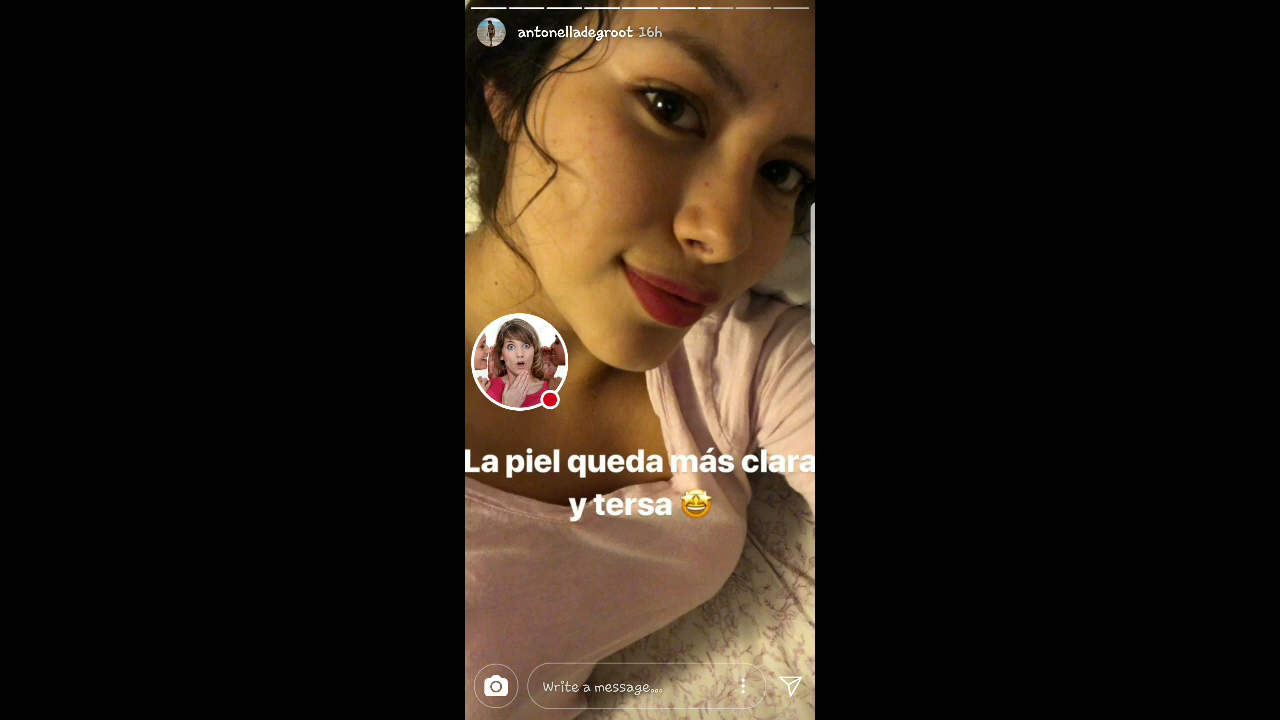 antonelladegroot 16h
La piel queda más clara
y tersa 🤩
Write a message...